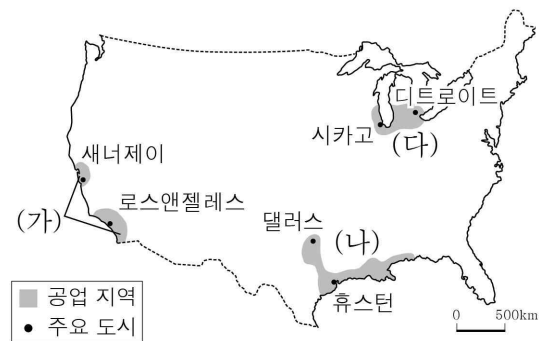 디트로이트
시카고
(다)
새너제이
로스앤젤레스
(가)
댈러스
(나)
휴스턴
공업 지역
주요 도시
0 500km